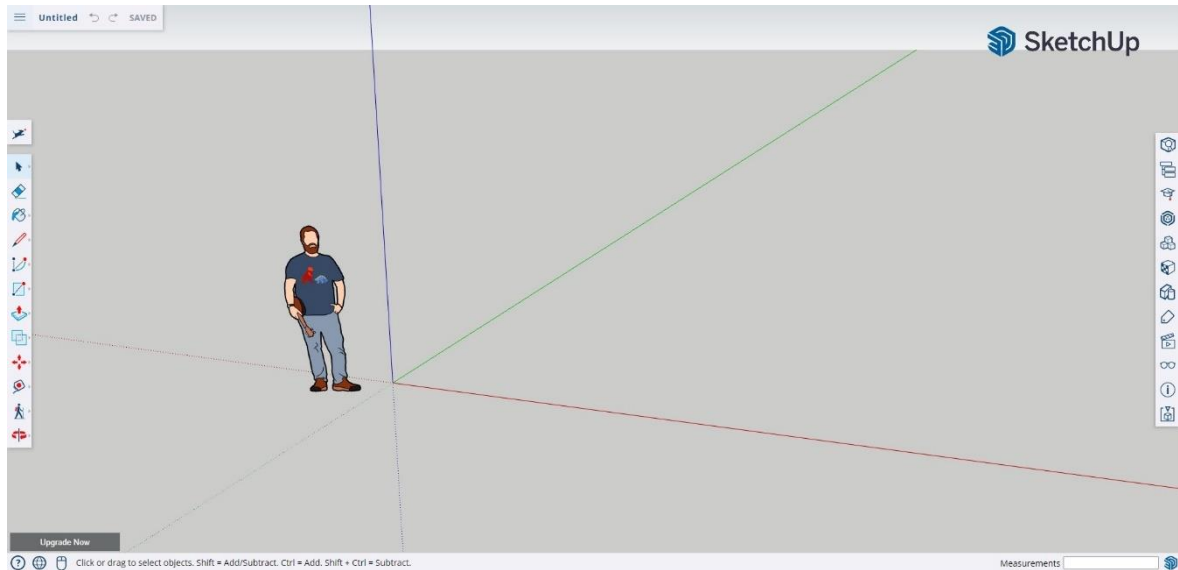 Untitled SAVED
SketchUp
Upgrade Now
Click or drag to select objects. Shift = Add/Subtract. Ctrl = Add. Shift + Ctrl = Subtract.
Measurements